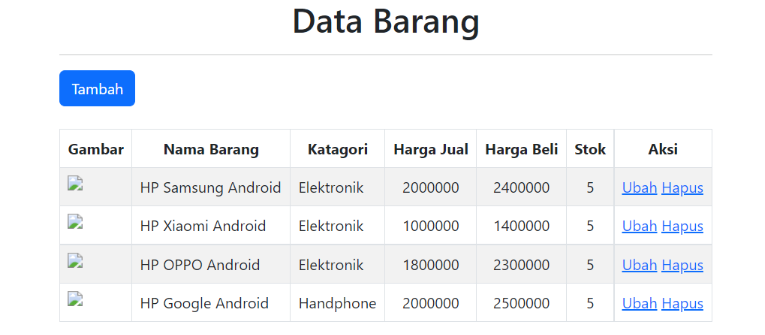 Data Barang
Tambah
Gambar Nama Barang Katagori Harga Jual Harga Beli Stok Aksi
HP Samsung Android Elektronik 2000000 2400000 5 Ubah Hapus
HP Xiaomi Android Elektronik 1000000 1400000 5 Ubah Hapus
HP OPPO Android Elektronik 1800000 2300000 5 Ubah Hapus
HP Google Android Handphone 2000000 2500000 5 Ubah Hapus